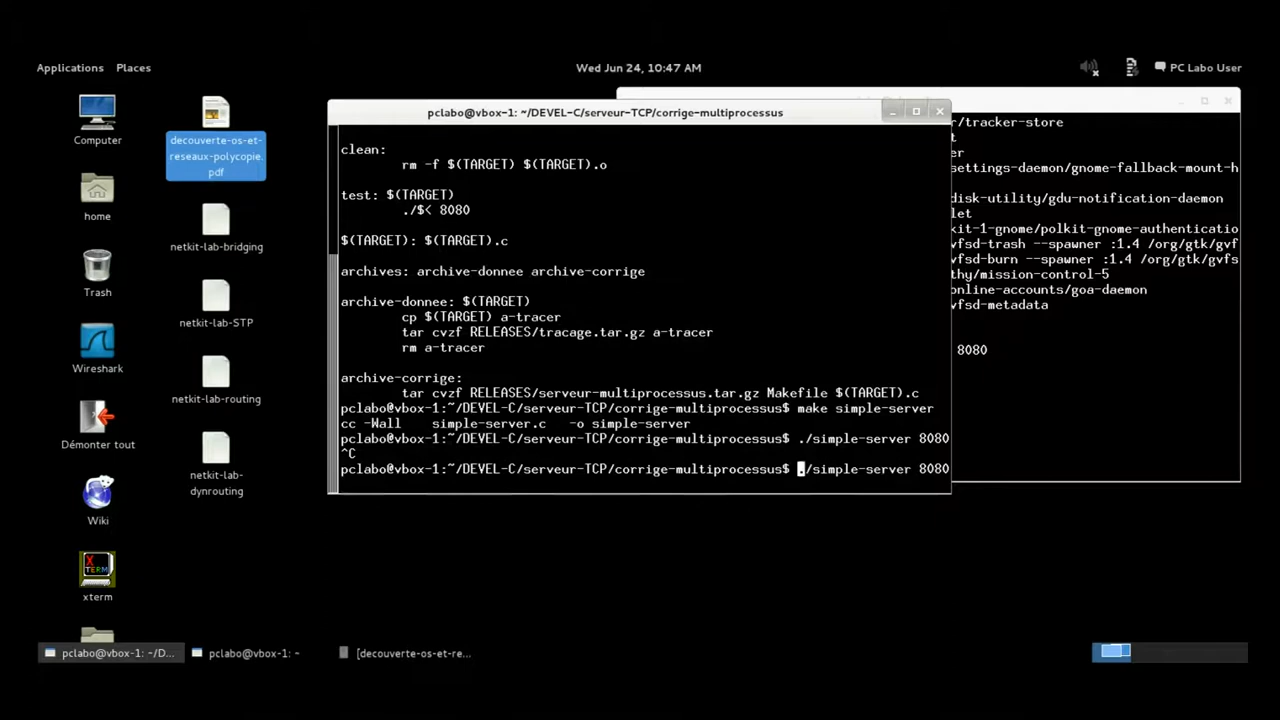 Applications Places
Wed Jun 24, 10:47 AM
PC Labo User
Computer
home
Trash
Wireshark
Démonter tout
Wiki
xterm
decouverte-os-et-
reseaux-polycopie.
pdf
netkit-lab-bridging
netkit-lab-STP
netkit-lab-routing
netkit-lab-
dynrouting
pclabo@vbox-1: ~/DEVEL-C/serveur-TCP/corrige-multiprocessus
clean:
rm -f $(TARGET) $(TARGET).o
test: $(TARGET)
./$< 8080
$(TARGET): $(TARGET).c
archives: archive-donnee archive-corrige
archive-donnee: $(TARGET)
cp $(TARGET) a-tracer
tar cvzf RELEASES/tracage.tar.gz a-tracer
rm a-tracer
archive-corrige:
tar cvzf RELEASES/serveur-multiprocessus.tar.gz Makefile $(TARGET).c
pclabo@vbox-1:~/DEVEL-C/serveur-TCP/corrige-multiprocessus$ make simple-server
cc -Wall    simple-server.c   -o simple-server
pclabo@vbox-1:~/DEVEL-C/serveur-TCP/corrige-multiprocessus$ ./simple-server 8080
^C
pclabo@vbox-1:~/DEVEL-C/serveur-TCP/corrige-multiprocessus$ ./simple-server 8080
/tracker-store
t
er
settings-daemon/gnome-fallback-mount-h
disk-utility/gdu-notification-daemon
let
kit-1-gnome/polkit-gnome-authenticatio
vfsd-trash --spawner :1.4 /org/gtk/gvf
vfsd-burn --spawner :1.4 /org/gtk/gvfs
thy/mission-control-5
online-accounts/goa-daemon
vfsd-metadata
8080
pclabo@vbox-1: ~/D...
pclabo@vbox-1: ~
[decouverte-os-et-re...